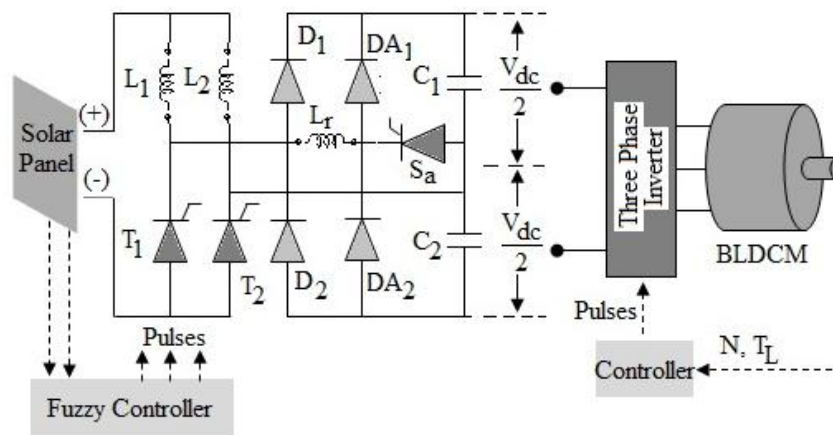 D1
DA1
L1
L2
C1
Vdc
2
(+)
Solar
Panel
(-)
Lr
Sa
Three Phase
Inverter
T1
T2
D2
DA2
C2
Vdc
2
BLDCM
Pulses
Pulses
N, TL
Controller
Fuzzy Controller